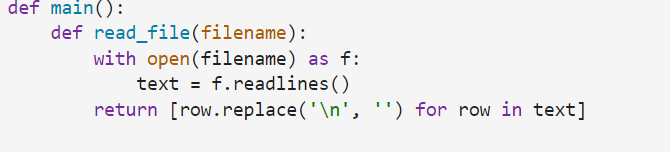 def main():
    def read_file(filename):
        with open(filename) as f:
            text = f.readlines()
        return [row.replace('\n', '') for row in text]